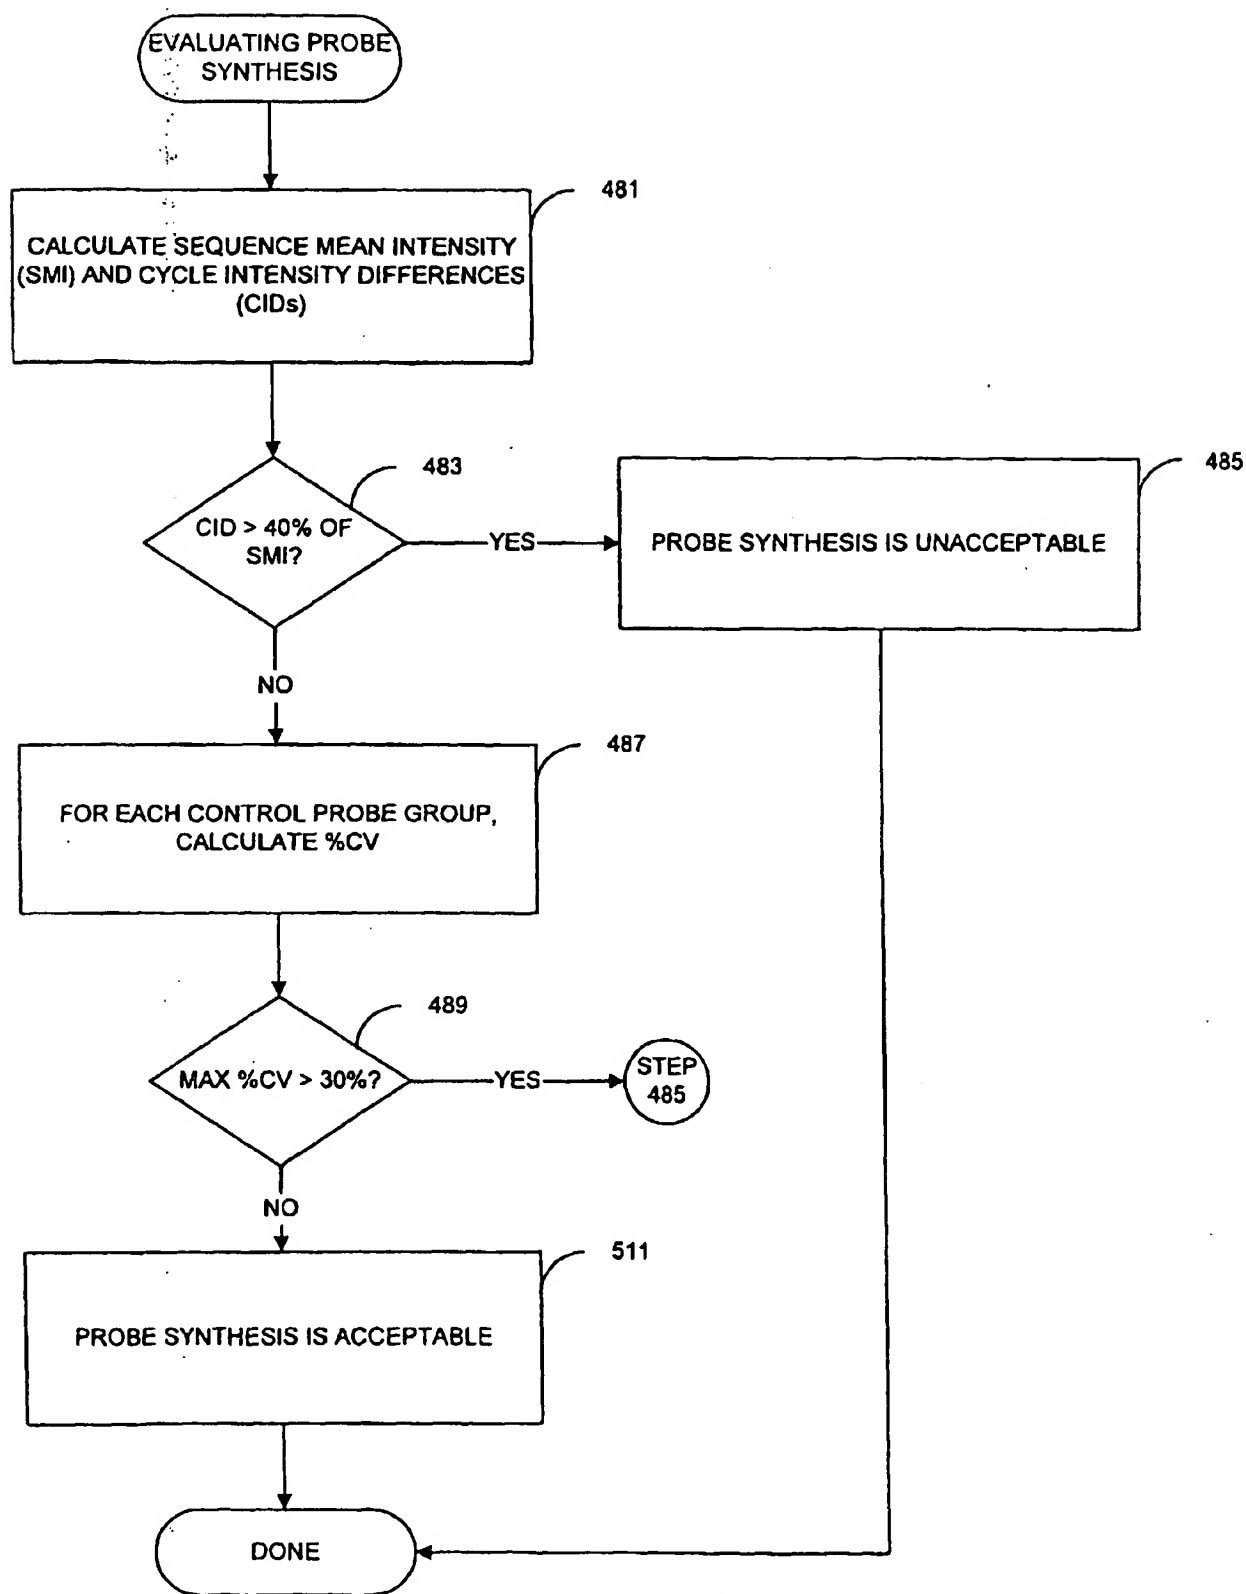 EVALUATING PROBE
SYNTHESIS
481
CALCULATE SEQUENCE MEAN INTENSITY
(SMI) AND CYCLE INTENSITY DIFFERENCES
(CIDs)
483
CID > 40% OF
SMI?
YES
485
PROBE SYNTHESIS IS UNACCEPTABLE
NO
487
FOR EACH CONTROL PROBE GROUP,
CALCULATE %CV
489
MAX %CV > 30%?
YES
STEP
485
NO
511
PROBE SYNTHESIS IS ACCEPTABLE
DONE